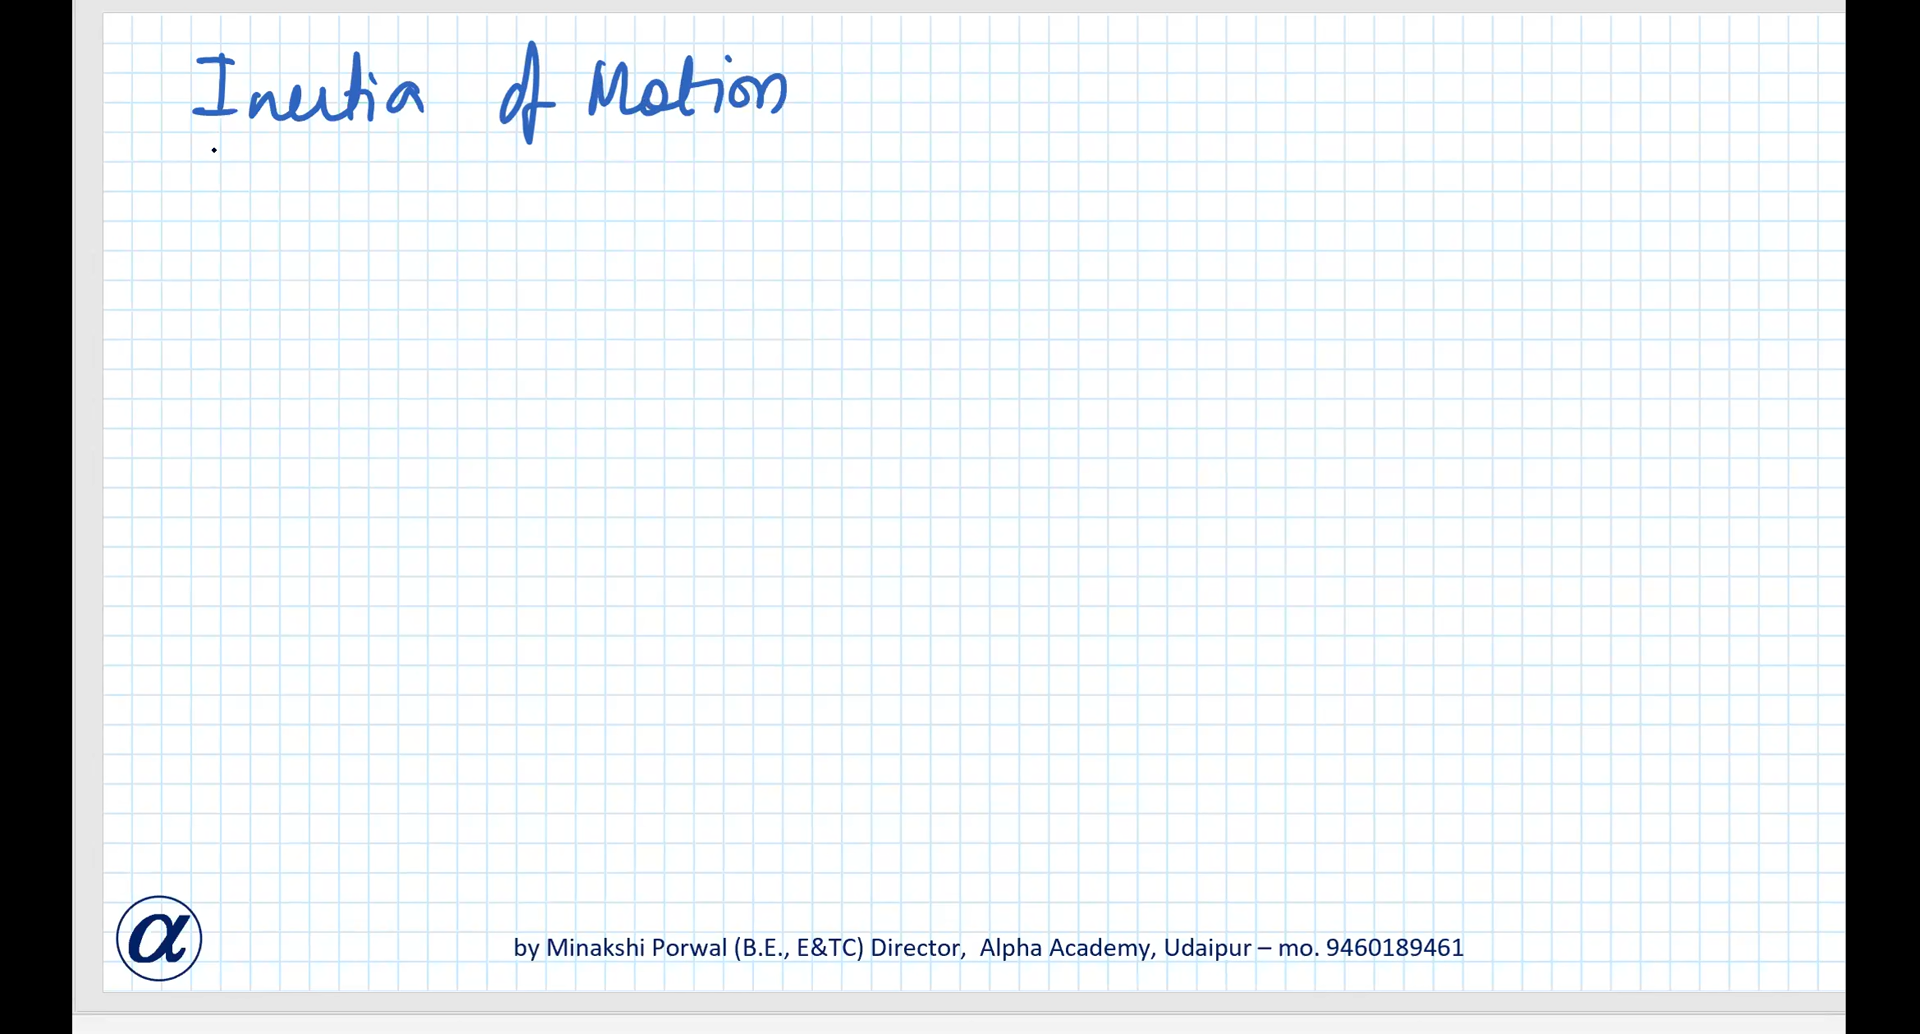 Inertia of Motion
α
by Minakshi Porwal (B.E., E&TC) Director, Alpha Academy, Udaipur – mo. 9460189461